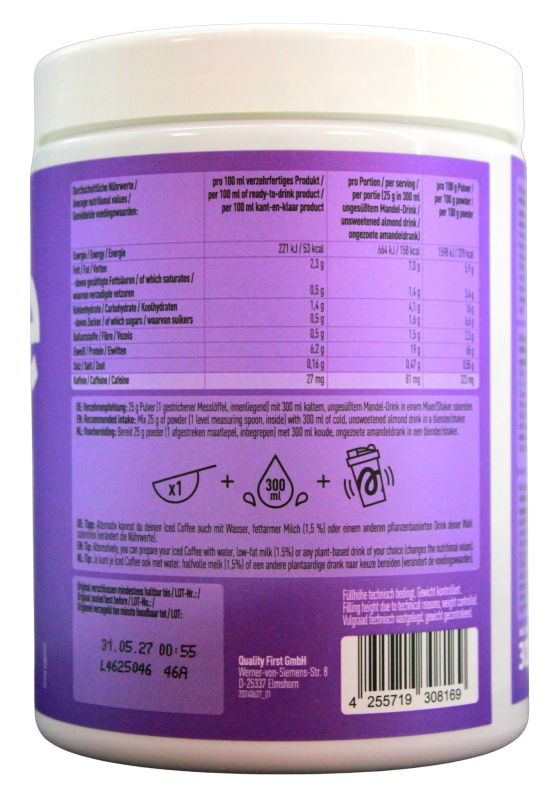 Durchschnittliche Nährwerte /
Average nutritional values /
Gemiddelde voedingswaarden:
pro 100 ml verzehrfertiges Produkt /
per 100 ml of ready-to-drink product /
per 100 ml kant-en-klaar product
pro Portion / per serving /
per portie (25 g in 300 ml
ungesüßtem Mandel-Drink /
unsweetened almond drink /
ongezoete amandeldrank)
pro 100 g Pulver /
per 100 g powder /
per 100 g poeder
Energie / Energy / Energie 221 kJ / 53 kcal 664 kJ / 158 kcal
Fett / Fat / Vetten 2,3 g 7,0 g
- davon gesättigte Fettsäuren / of which saturates /
waarvan verzadigde vetzuren 0,5 g 1,4 g 3,4 g
Kohlenhydrate / Carbohydrate / Koolhydraten 1,4 g 4,1 g
- davon Zucker / of which sugars / waarvan suikers 0,5 g 1,6 g
Ballaststoffe / Fibre / Vezels 0,5 g 1,5 g
Eiweiß / Protein / Eiwitten 6,2 g 19 g
Salz / Salt / Zout 0,16 g 0,47 g
Koffein / Caffeine / Cafeïne 27 mg 81 mg 323 mg
DE: Verzehrempfehlung: 25 g Pulver (1 gestrichener Messlöffel, innenliegend) mit 300 ml kaltem, ungesüßtem Mandel-Drink in einem Mixer/Shaker zubereiten.
EN: Recommended intake: Mix 25 g of powder (1 level measuring spoon, inside) with 300 ml of cold, unsweetened almond drink in a blender/shaker.
NL: Voorbereiding: Bereid 25 g poeder (1 afgestreken maatlepel, inbegrepen) met 300 ml koude, ongezoete amandeldrank in een blender/shaker.
x1 + 300 ml +
DE: Tipp: Alternativ kannst du deinen Iced Coffee auch mit Wasser, fettarmer Milch (1,5 %) oder einem anderen pflanzenbasierten Drink deiner Wahl
zubereiten (verändert die Nährwerte).
EN: Tip: Alternatively, you can prepare your Iced Coffee with water, low-fat milk (1.5%) or any plant-based drink of your choice (changes the nutritional values).
NL: Tip: Je kunt je Iced Coffee ook met water, halfvolle melk (1,5%) of een andere plantaardige drank naar keuze bereiden (verandert de voedingswaarden).
Original verschlossen mindestens haltbar bis / LOT-Nr.: /
Original sealed best before / LOT-No.: /
Origineel verzegeld ten minste houdbaar tot / LOT:
31.05.27 00:55
L4625046 46A
Quality First GmbH
Werner-von-Siemens-Str. 8
D-25337 Elmshorn
20240627_01
Füllhöhe technisch bedingt, Gewicht kontrolliert.
Filling height due to technical reasons, weight controlled.
Vulgraad technisch vastgelegd, gewicht gecontroleerd.
4 255719 308169